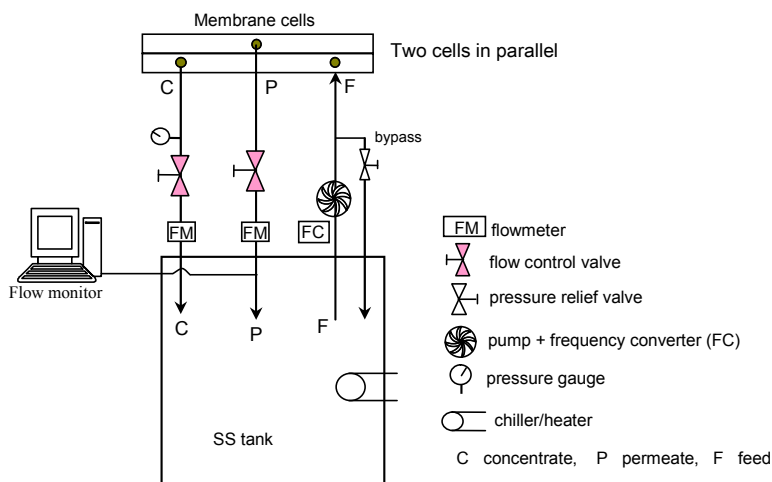 Membrane cells
Two cells in parallel
C
P
F
bypass
FM
FM
FC
Flow monitor
C
P
F
SS tank
FM flowmeter
flow control valve
pressure relief valve
pump + frequency converter (FC)
pressure gauge
chiller/heater
C concentrate, P permeate, F feed